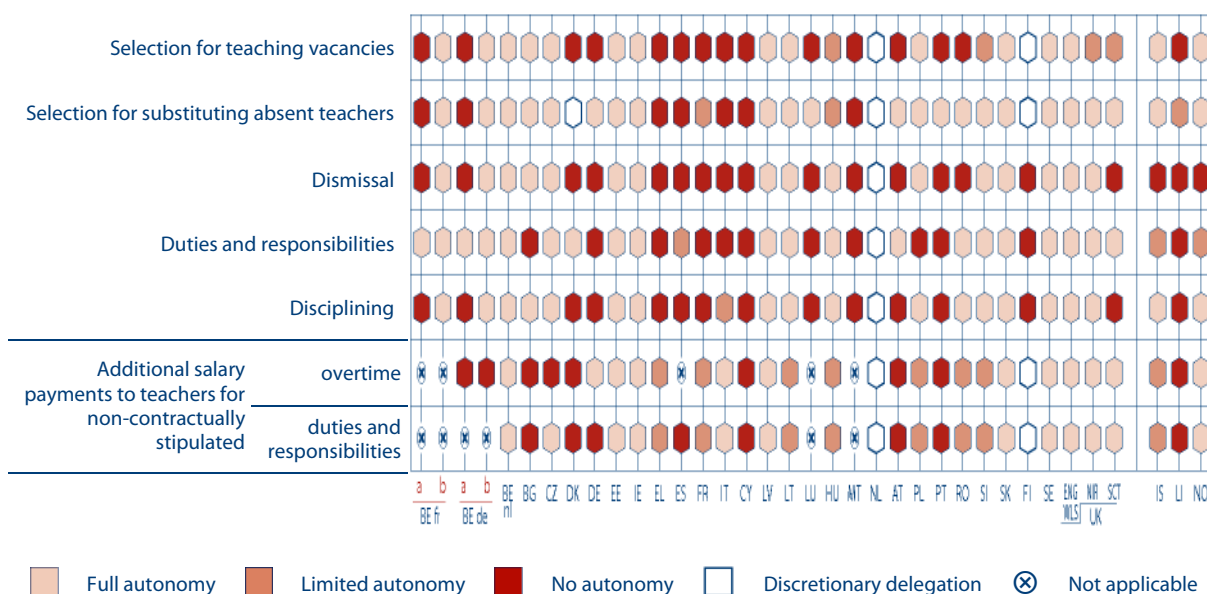 Selection for teaching vacancies
Selection for substituting absent teachers
Dismissal
Duties and responsibilities
Disciplining
Additional salary
payments to teachers for
non-contractually
stipulated
overtime
duties and
responsibilities
a b a b BE nl BG CZ DK DE EE IE EL ES FR IT CY LV LT LU HU MT NL AT PL PT RO SI SK FI SE ENG NIR SCT IS LI NO
BE fr BE de WLS UK
Full autonomy Limited autonomy No autonomy Discretionary delegation Not applicable